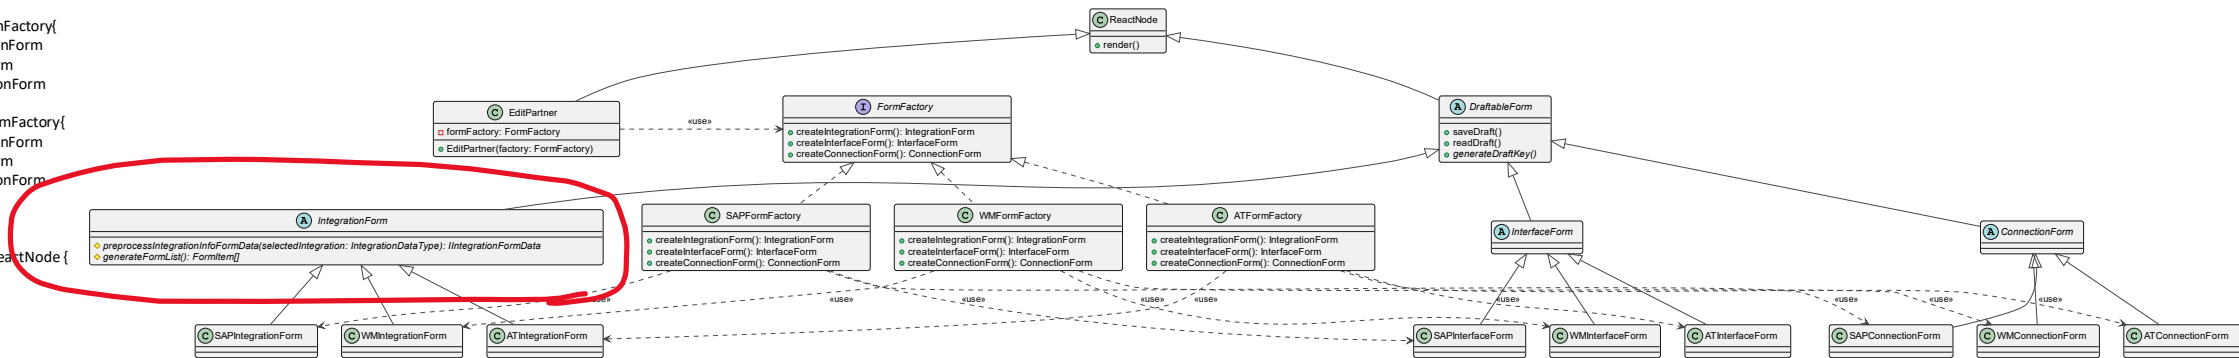 nFactory{
nForm
rm
onForm
mFactory{
nForm
rm
onForm
eactNode {
C ReactNode
render()
C EditPartner
formFactory: FormFactory
EditPartner(factory: FormFactory)
«use»
I FormFactory
createIntegrationForm(): IntegrationForm
createInterfaceForm(): InterfaceForm
createConnectionForm(): ConnectionForm
A DraftableForm
saveDraft()
readDraft()
generateDraftKey()
A IntegrationForm
preprocessIntegrationInfoFormData(selectedIntegration: IntegrationDataType): IIntegrationFormData
generateFormList(): FormItem[]
C SAPFormFactory
createIntegrationForm(): IntegrationForm
createInterfaceForm(): InterfaceForm
createConnectionForm(): ConnectionForm
C WMFormFactory
createIntegrationForm(): IntegrationForm
createInterfaceForm(): InterfaceForm
createConnectionForm(): ConnectionForm
C ATFormFactory
createIntegrationForm(): IntegrationForm
createInterfaceForm(): InterfaceForm
createConnectionForm(): ConnectionForm
A InterfaceForm
A ConnectionForm
«use»
«use»
«use»
«use»
«use»
«use»
«use»
«use»
«use»
C SAPIntegrationForm
C WMIntegrationForm
C ATIntegrationForm
C SAPInterfaceForm
C WMInterfaceForm
C ATInterfaceForm
C SAPConnectionForm
C WMConnectionForm
C ATConnectionForm